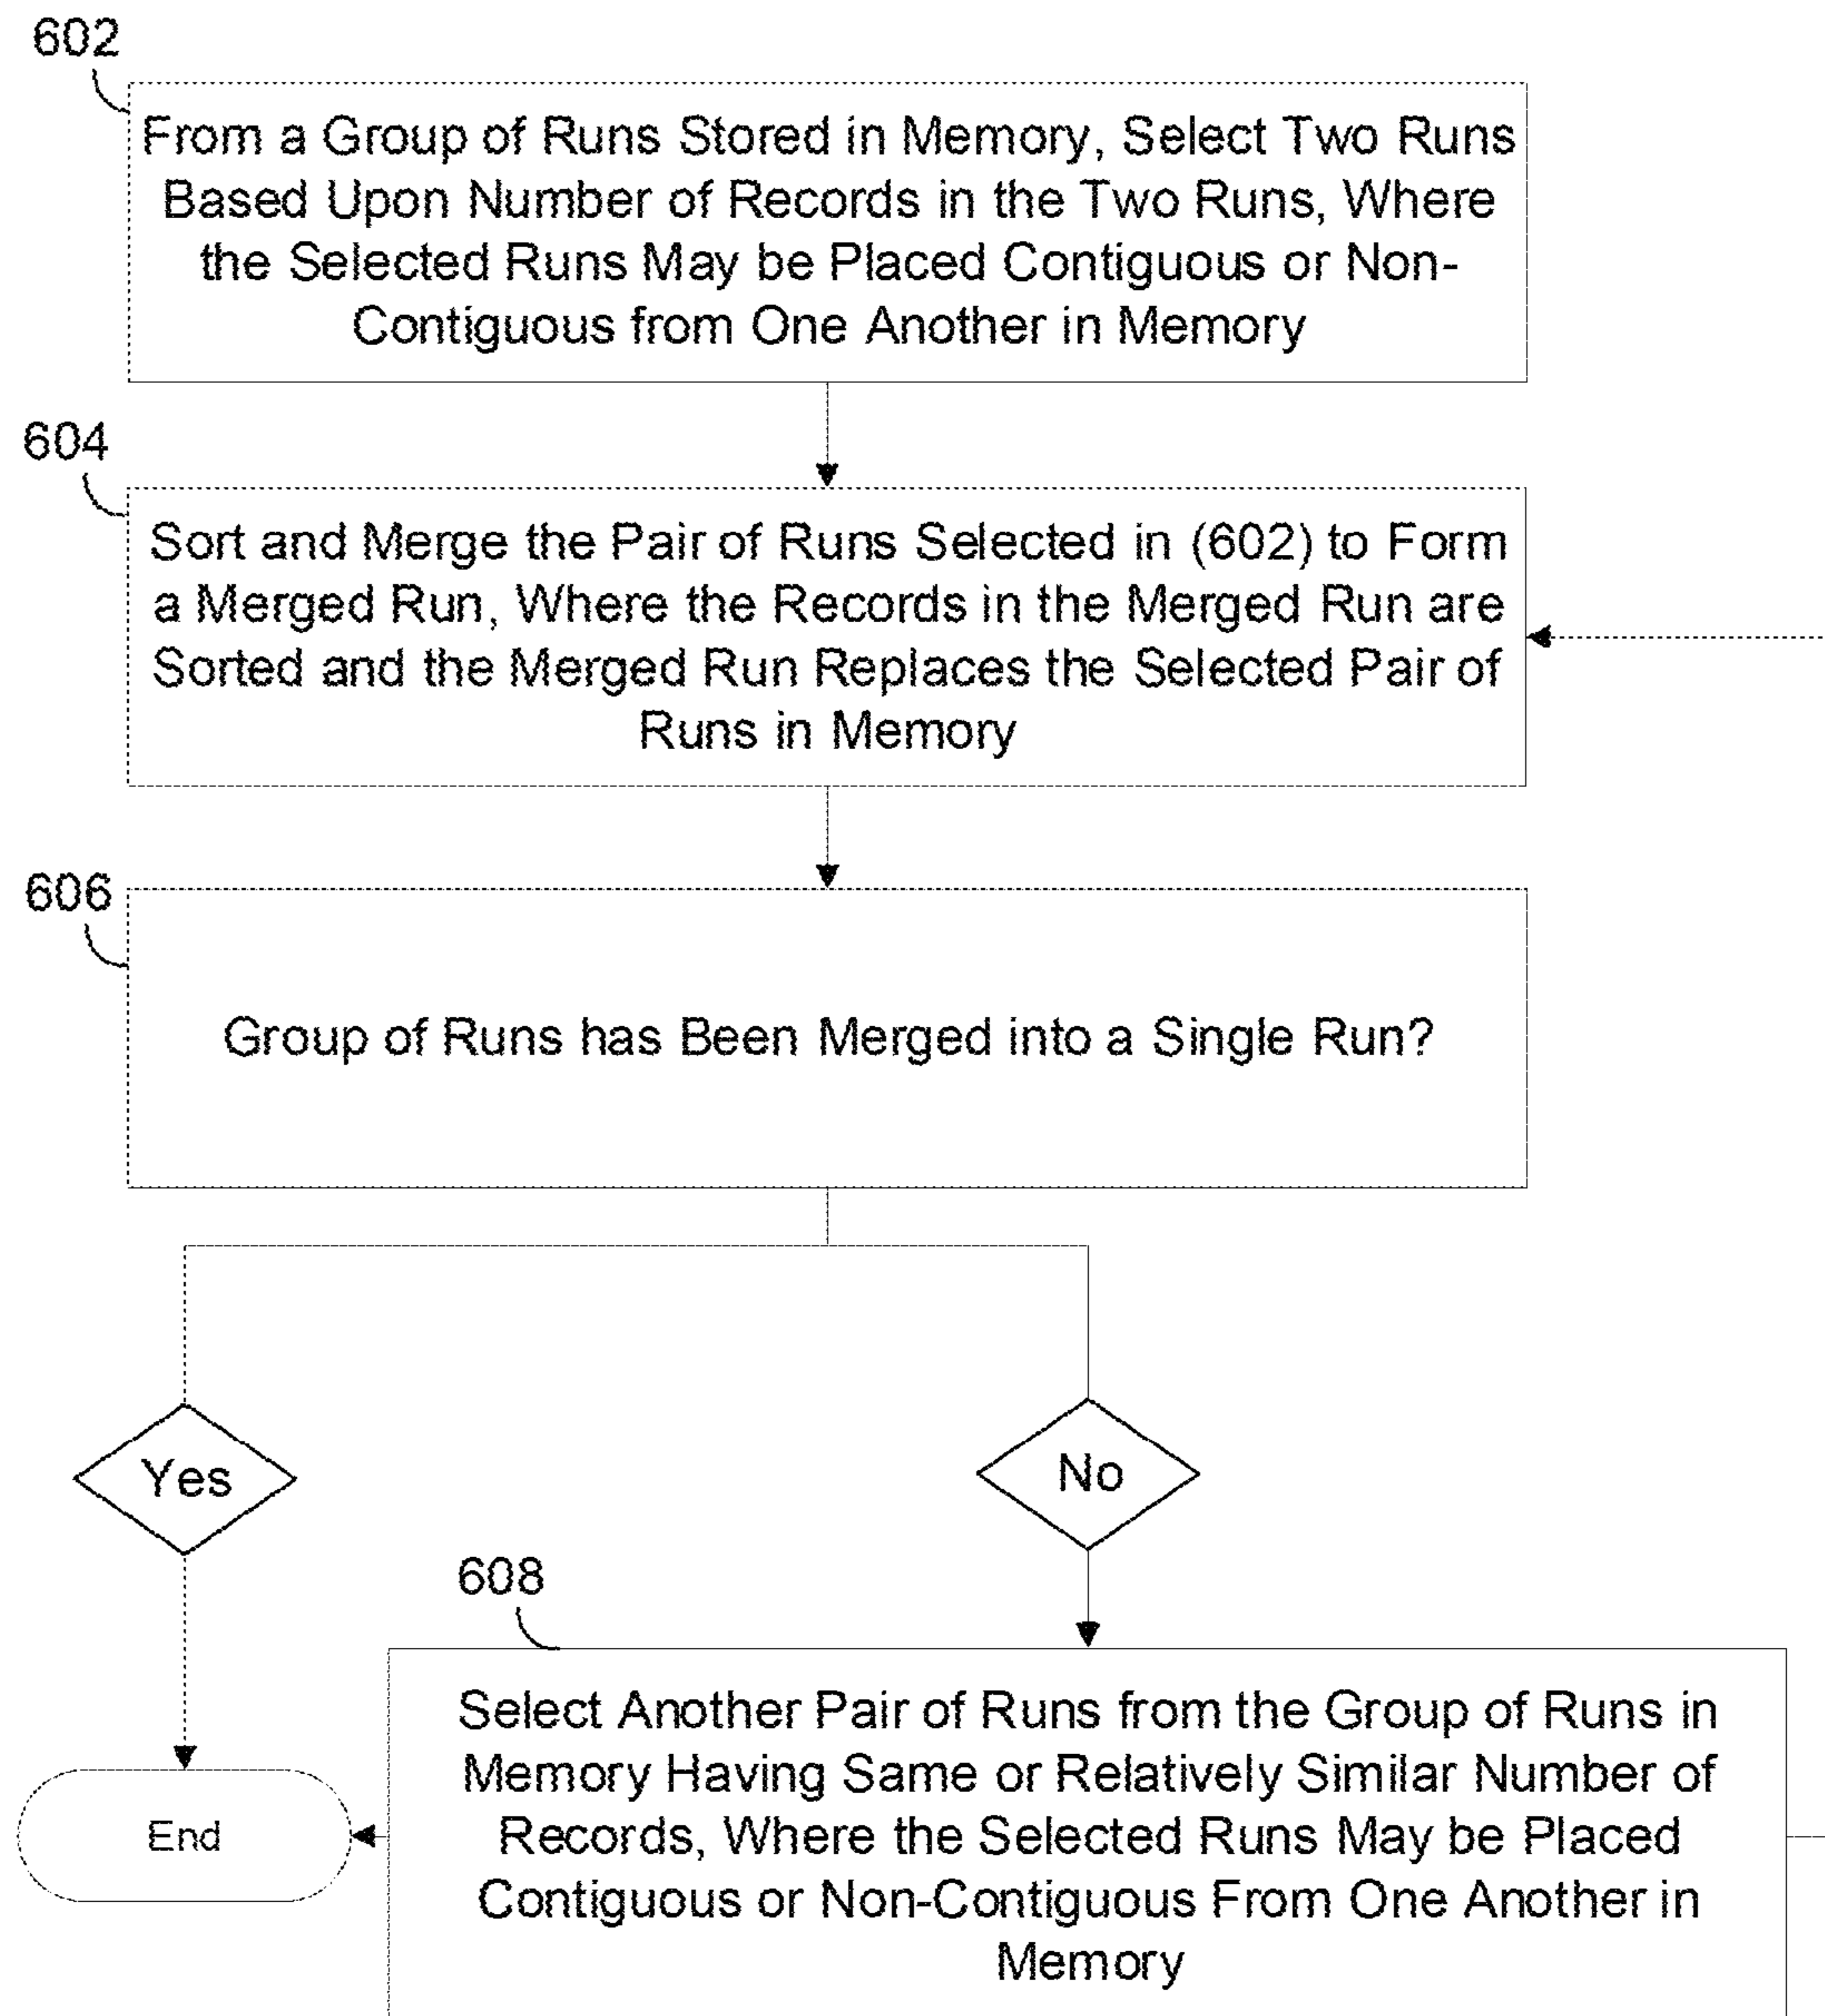 602
From a Group of Runs Stored in Memory, Select Two Runs
Based Upon Number of Records in the Two Runs, Where
the Selected Runs May be Placed Contiguous or Non-
Contiguous from One Another in Memory
604
Sort and Merge the Pair of Runs Selected in (602) to Form
a Merged Run, Where the Records in the Merged Run are
Sorted and the Merged Run Replaces the Selected Pair of
Runs in Memory
606
Group of Runs has Been Merged into a Single Run?
Yes
No
608
Select Another Pair of Runs from the Group of Runs in
Memory Having Same or Relatively Similar Number of
Records, Where the Selected Runs May be Placed
Contiguous or Non-Contiguous From One Another in
Memory
End